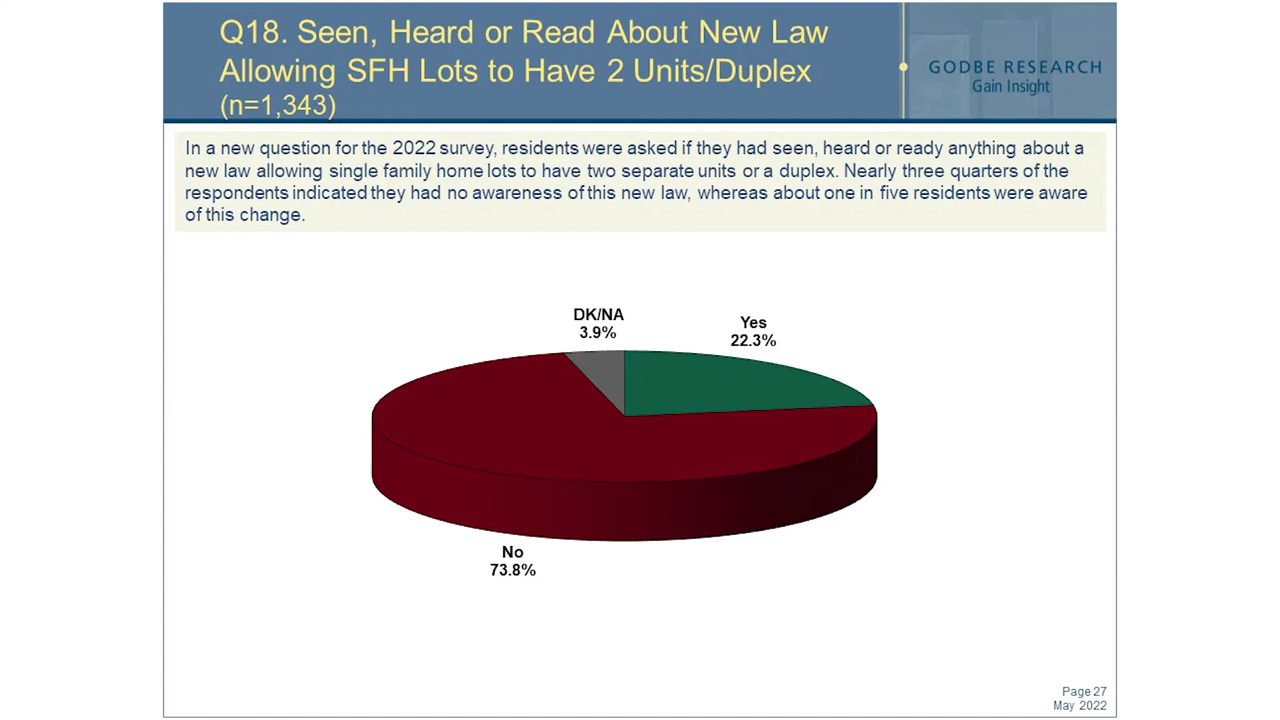 Q18. Seen, Heard or Read About New Law
Allowing SFH Lots to Have 2 Units/Duplex
(n=1,343)
GODBE RESEARCH
Gain Insight
In a new question for the 2022 survey, residents were asked if they had seen, heard or ready anything about a
new law allowing single family home lots to have two separate units or a duplex. Nearly three quarters of the
respondents indicated they had no awareness of this new law, whereas about one in five residents were aware
of this change.
DK/NA
3.9%
Yes
22.3%
No
73.8%
Page 27
May 2022